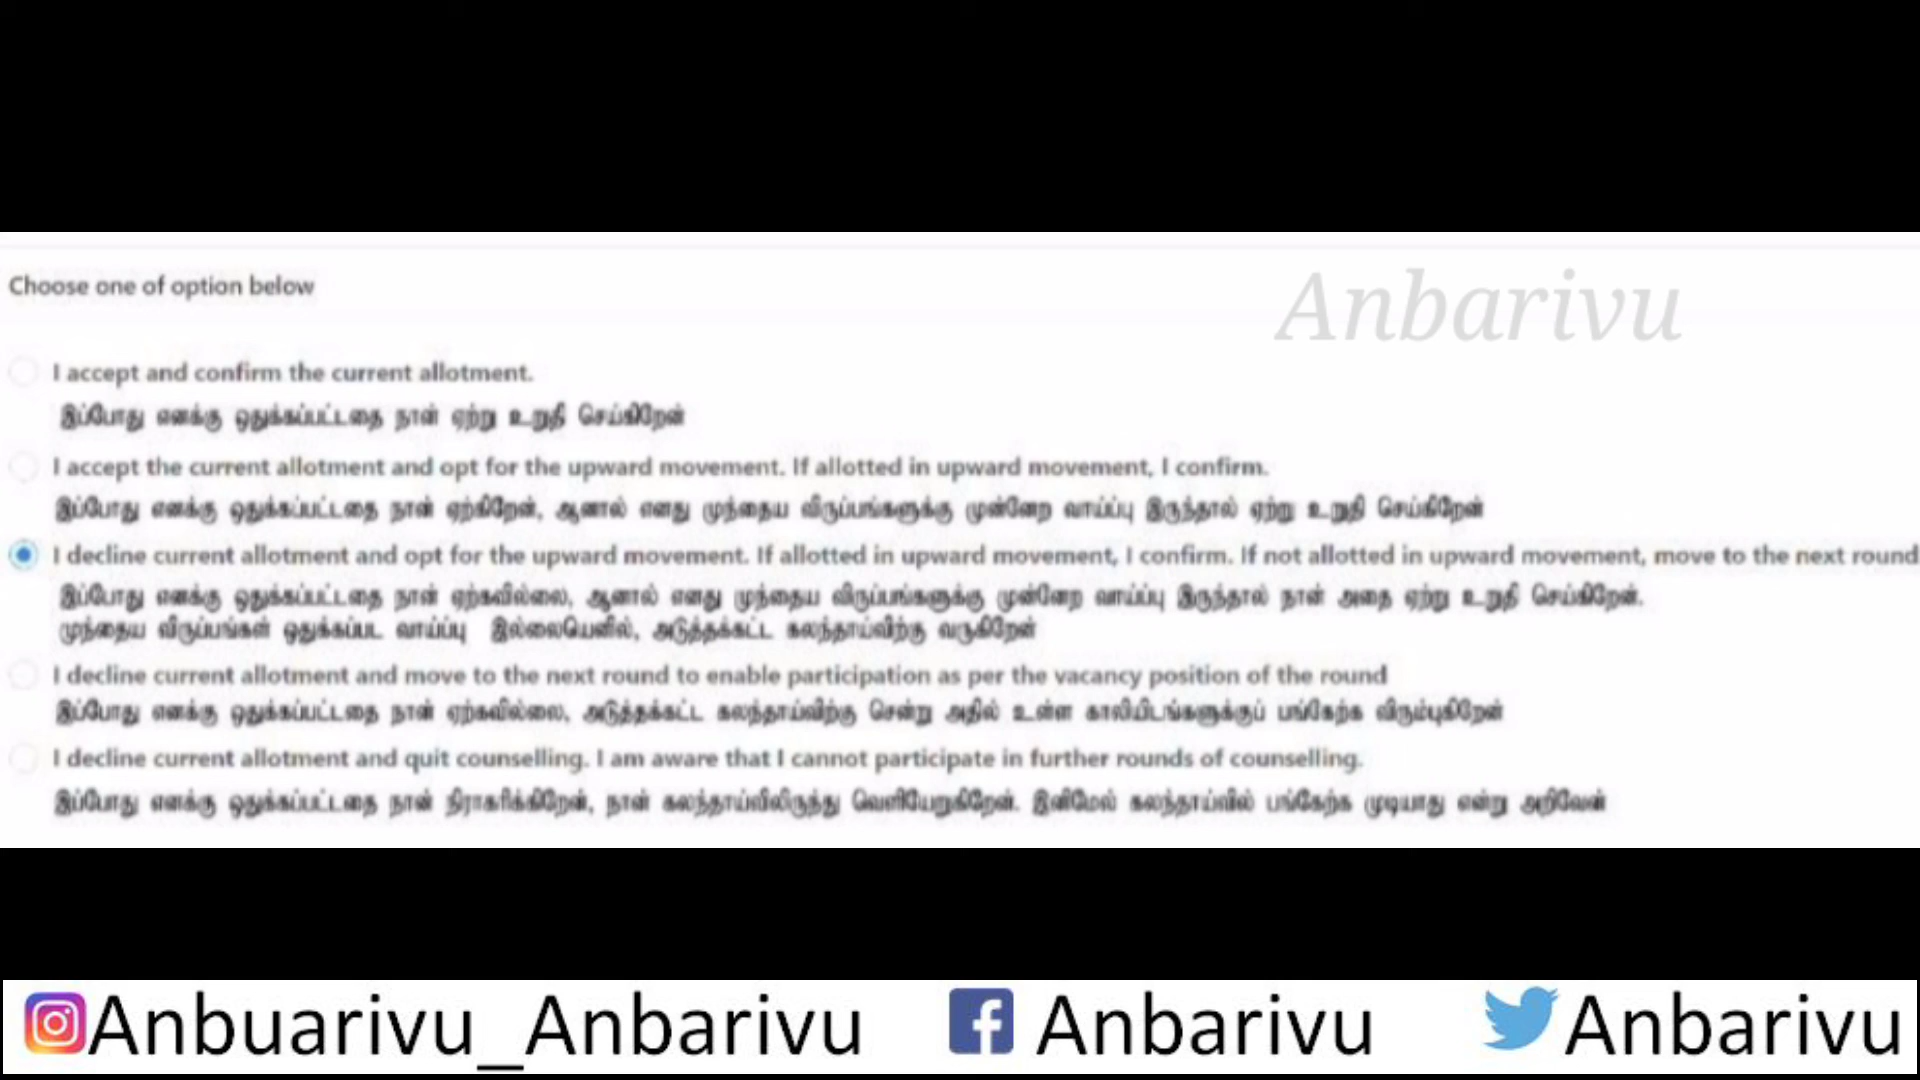 Choose one of option below
Anbarivu
I accept and confirm the current allotment.
இப்போது எனக்கு ஒதுக்கப்பட்டதை நான் ஏற்று உறுதி செய்கிறேன்
I accept the current allotment and opt for the upward movement. If allotted in upward movement, I confirm.
இப்போது எனக்கு ஒதுக்கப்பட்டதை நான் ஏற்கிறேன், ஆனால் எனது முந்தைய விருப்பங்களுக்கு முன்னேற வாய்ப்பு இருந்தால் ஏற்று உறுதி செய்கிறேன்
I decline current allotment and opt for the upward movement. If allotted in upward movement, I confirm. If not allotted in upward movement, move to the next round
இப்போது எனக்கு ஒதுக்கப்பட்டதை நான் ஏற்கவில்லை, ஆனால் எனது முந்தைய விருப்பங்களுக்கு முன்னேற வாய்ப்பு இருந்தால் நான் அதை ஏற்று உறுதி செய்கிறேன்.
முந்தைய விருப்பங்கள் ஒதுக்கப்பட வாய்ப்பு இல்லையெனில், அடுத்தக்கட்ட கலந்தாய்விற்கு வருகிறேன்
I decline current allotment and move to the next round to enable participation as per the vacancy position of the round
இப்போது எனக்கு ஒதுக்கப்பட்டதை நான் ஏற்கவில்லை, அடுத்தக்கட்ட கலந்தாய்விற்கு சென்று அதில் உள்ள காலியிடங்களுக்குப் பங்கேற்க விரும்புகிறேன்
I decline current allotment and quit counselling. I am aware that I cannot participate in further rounds of counselling.
இப்போது எனக்கு ஒதுக்கப்பட்டதை நான் நிராகரிக்கிறேன், நான் கலந்தாய்விலிருந்து வெளியேறுகிறேன். இனிமேல் கலந்தாய்வில் பங்கேற்க முடியாது என்று அறிவேன்
Anbuarivu_Anbarivu Anbarivu Anbarivu